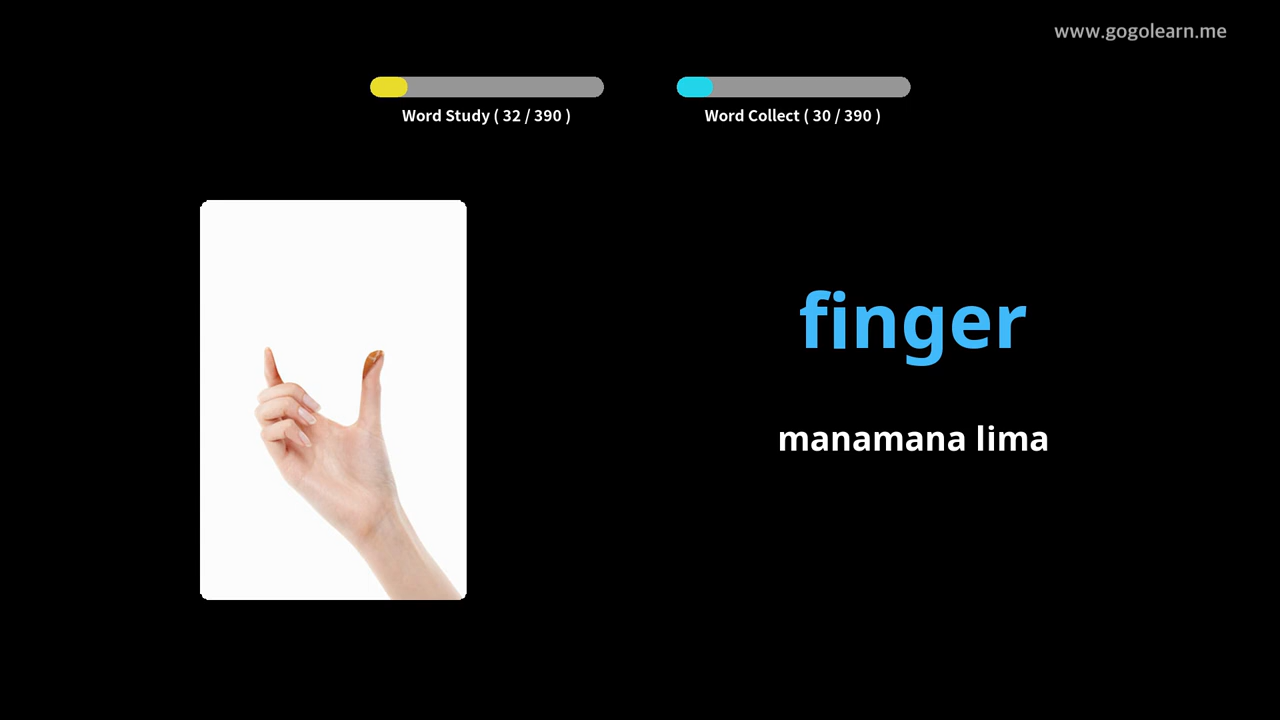 www.gogolearn.me
Word Study ( 32 / 390 )
Word Collect ( 30 / 390 )
finger
manamana lima